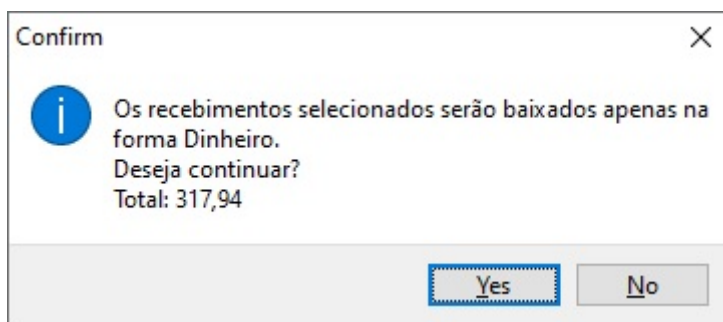 Confirm
Os recebimentos selecionados serão baixados apenas na
forma Dinheiro.
Deseja continuar?
Total: 317,94
Yes
No